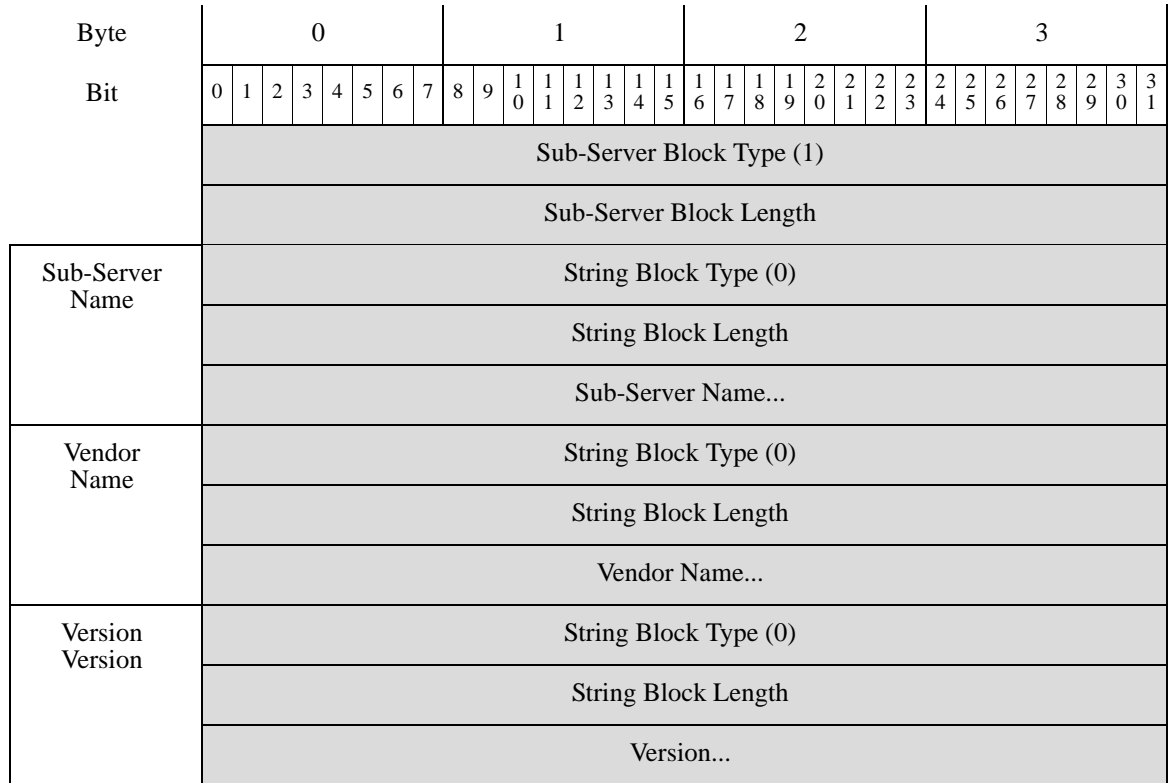 Byte 0 1 2 3
Bit 0 1 2 3 4 5 6 7 8 9 10 11 12 13 14 15 16 17 18 19 20 21 22 23 24 25 26 27 28 29 30 31
Sub-Server Block Type (1)
Sub-Server Block Length
Sub-Server
Name
String Block Type (0)
String Block Length
Sub-Server Name...
Vendor
Name
String Block Type (0)
String Block Length
Vendor Name...
Version
Version
String Block Type (0)
String Block Length
Version...